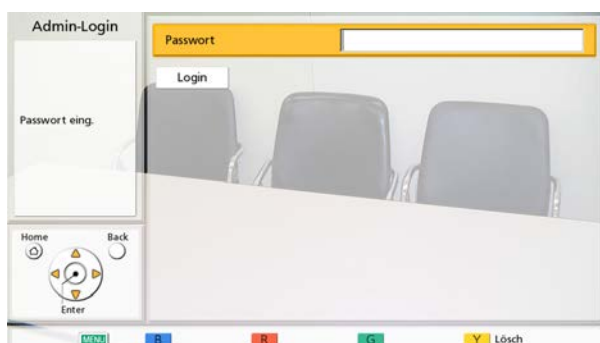 Admin-Login
Passwort
Login
Passwort eing.
Home Back
Enter
MENU B R G Y Lösch